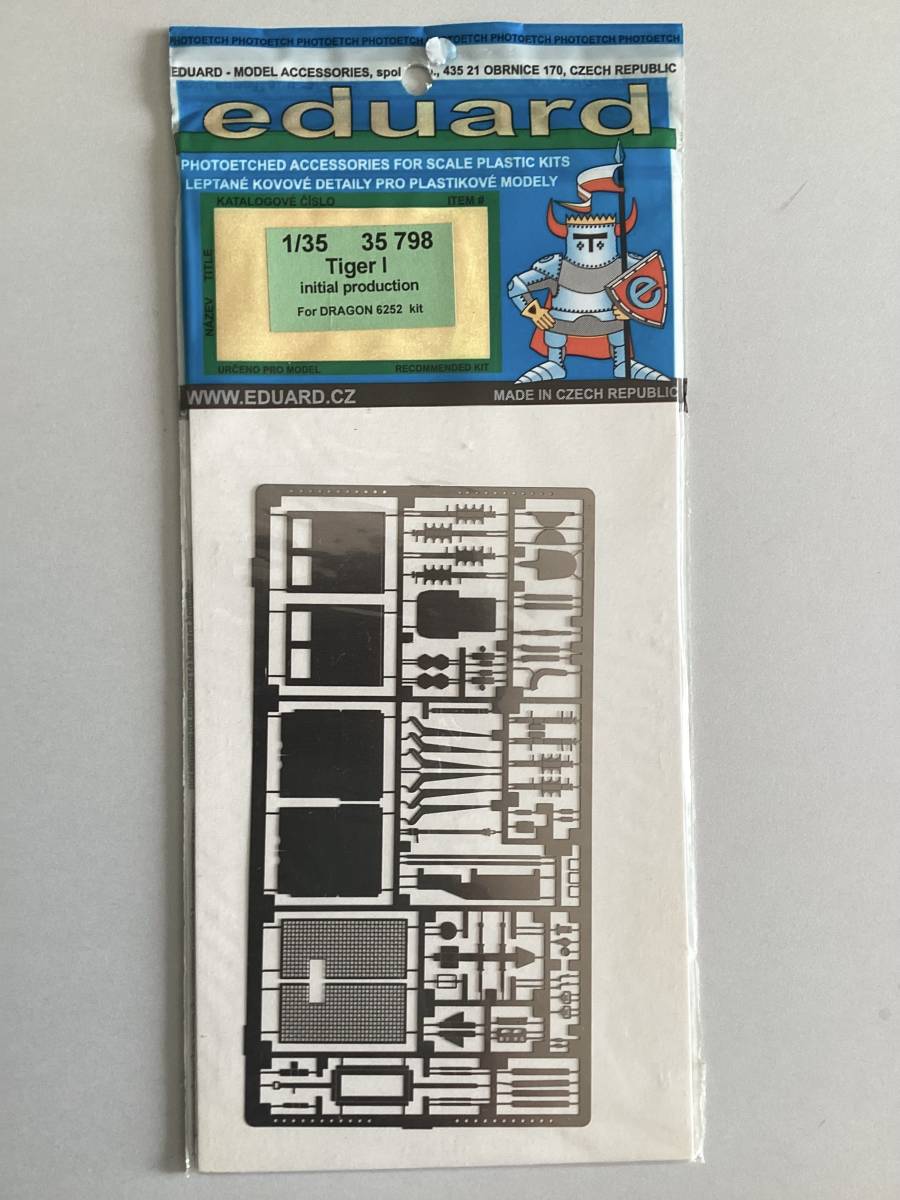 PHOTOETCH PHOTOETCH PHOTOETCH PHOTOETCH PHOTOETCH PHOTOETCH PHOTOETCH PHOTOETCH
EDUARD - MODEL ACCESSORIES, spol , 435 21 OBRNICE 170, CZECH REPUBLIC
eduard
PHOTOETCHED ACCESSORIES FOR SCALE PLASTIC KITS
LEPTANÉ KOVOVÉ DETAILY PRO PLASTIKOVÉ MODELY
KATALOGOVÉ ČÍSLO ITEM #
NÁZEV TITLE
1/35 35 798
Tiger I
initial production
For DRAGON 6252 kit
URČENO PRO MODEL RECOMMENDED KIT
e
WWW.EDUARD.CZ MADE IN CZECH REPUBLIC